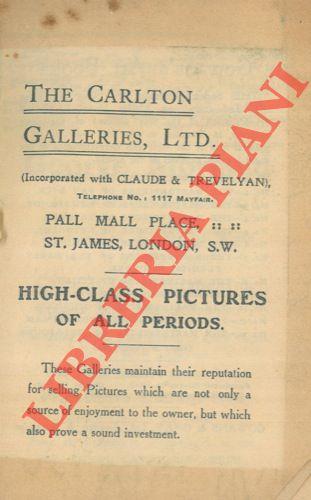 THE CARLTON
GALLERIES, LTD.
(Incorporated with CLAUDE & TREVELYAN),
TELEPHONE NO.: 1117 MAYFAIR.
PALL MALL PLACE, :: ::
ST. JAMES, LONDON, S.W.
HIGH-CLASS PICTURES
OF ALL PERIODS.
These Galleries maintain their reputation
for selling Pictures which are not only a
source of enjoyment to the owner, but which
also prove a sound investment.
LIBRERIA PIANI